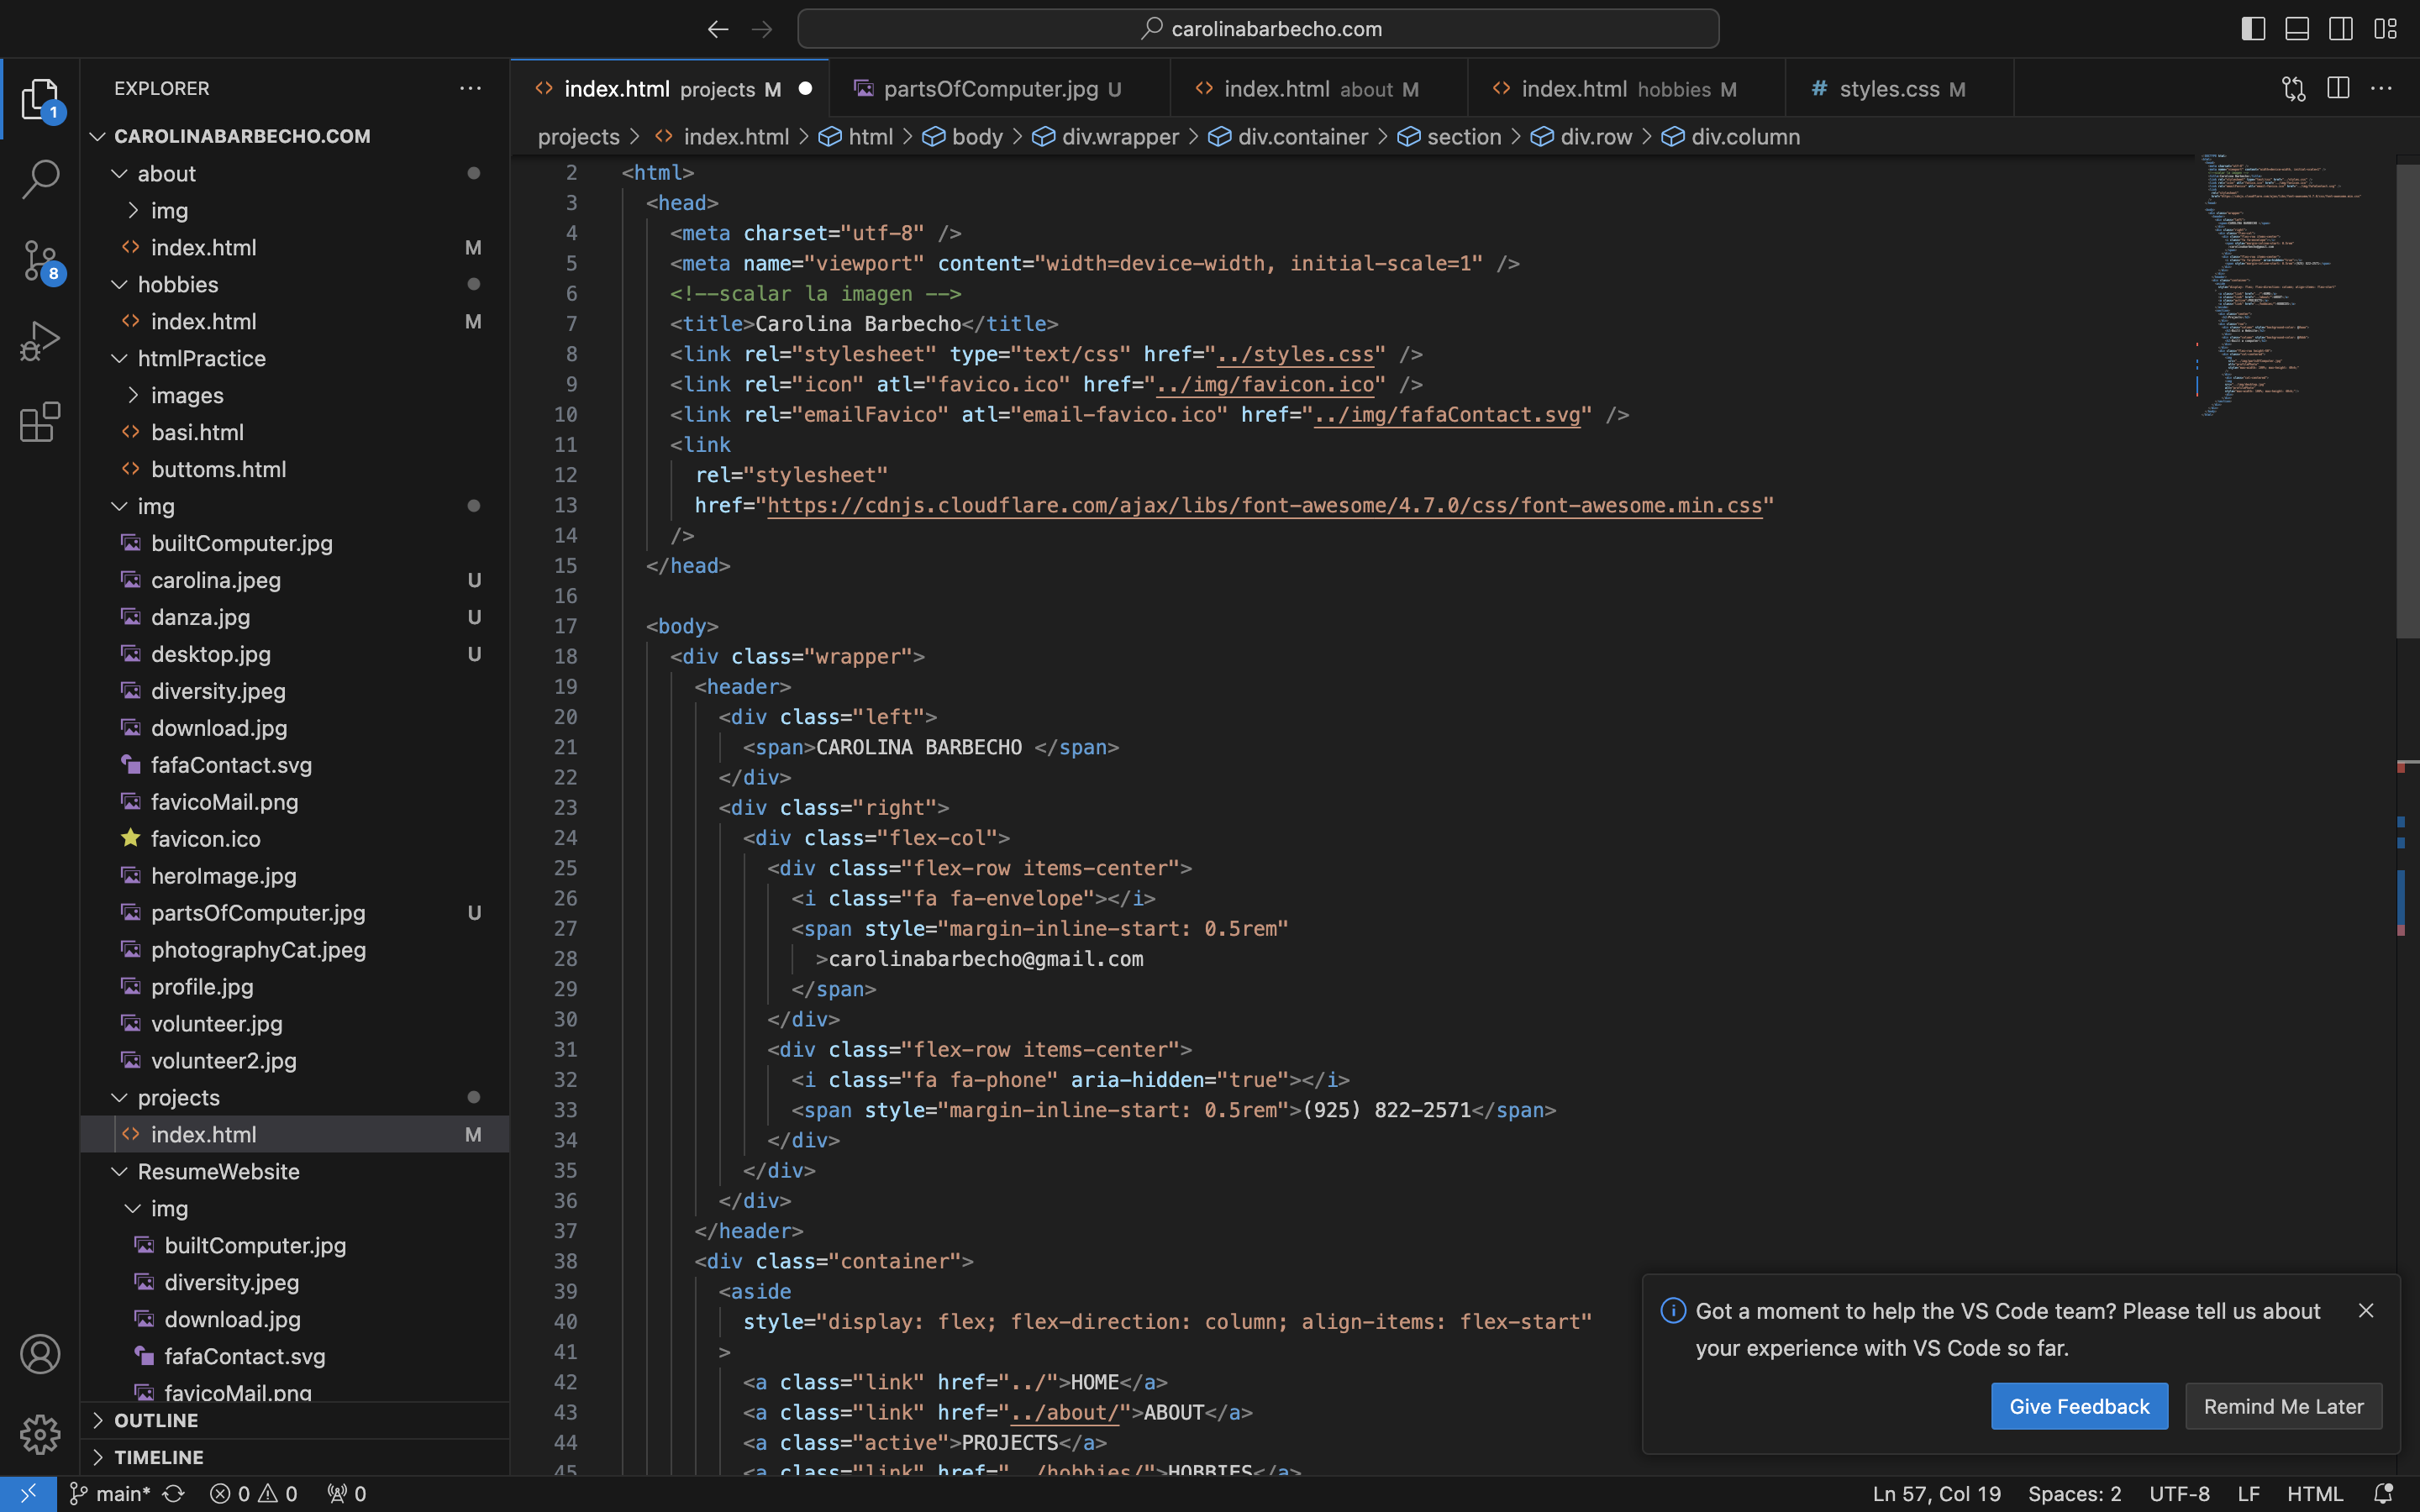 carolinabarbecho.com
EXPLORER
CAROLINABARBECHO.COM
about
img
index.html M
hobbies
index.html M
htmlPractice
images
basi.html
buttoms.html
img
builtComputer.jpg
carolina.jpeg U
danza.jpg U
desktop.jpg U
diversity.jpeg
download.jpg
fafaContact.svg
favicoMail.png
favicon.ico
heroImage.jpg
partsOfComputer.jpg U
photographyCat.jpeg
profile.jpg
volunteer.jpg
volunteer2.jpg
projects
index.html M
ResumeWebsite
img
builtComputer.jpg
diversity.jpeg
download.jpg
fafaContact.svg
favicoMail.png
OUTLINE
TIMELINE
1
8
index.html projects M
partsOfComputer.jpg U
index.html about M
index.html hobbies M
# styles.css M
projects > index.html > html > body > div.wrapper > div.container > section > div.row > div.column
2 <html>
3 <head>
4 <meta charset="utf-8" />
5 <meta name="viewport" content="width=device-width, initial-scale=1" />
6 <!--scalar la imagen -->
7 <title>Carolina Barbecho</title>
8 <link rel="stylesheet" type="text/css" href="../styles.css" />
9 <link rel="icon" atl="favico.ico" href="../img/favicon.ico" />
10 <link rel="emailFavico" atl="email-favico.ico" href="../img/fafaContact.svg" />
11 <link
12 rel="stylesheet"
13 href="https://cdnjs.cloudflare.com/ajax/libs/font-awesome/4.7.0/css/font-awesome.min.css"
14 />
15 </head>
16
17 <body>
18 <div class="wrapper">
19 <header>
20 <div class="left">
21 <span>CAROLINA BARBECHO </span>
22 </div>
23 <div class="right">
24 <div class="flex-col">
25 <div class="flex-row items-center">
26 <i class="fa fa-envelope"></i>
27 <span style="margin-inline-start: 0.5rem"
28 >carolinabarbecho@gmail.com
29 </span>
30 </div>
31 <div class="flex-row items-center">
32 <i class="fa fa-phone" aria-hidden="true"></i>
33 <span style="margin-inline-start: 0.5rem">(925) 822-2571</span>
34 </div>
35 </div>
36 </div>
37 </header>
38 <div class="container">
39 <aside
40 style="display: flex; flex-direction: column; align-items: flex-start"
41 >
42 <a class="link" href="../">HOME</a>
43 <a class="link" href="../about/">ABOUT</a>
44 <a class="active">PROJECTS</a>
45 <a class="link" href="../hobbies/">HOBBIES</a>
Got a moment to help the VS Code team? Please tell us about
your experience with VS Code so far.
Give Feedback
Remind Me Later
main* 0 0 0
Ln 57, Col 19 Spaces: 2 UTF-8 LF HTML